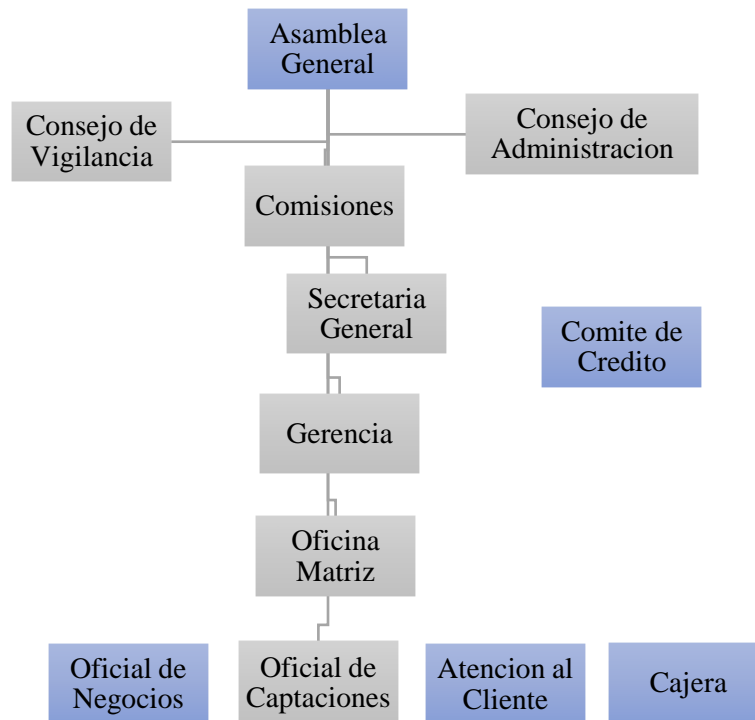 Asamblea
General
Consejo de
Vigilancia
Consejo de
Administracion
Comisiones
Secretaria
General
Comite de
Credito
Gerencia
Oficina
Matriz
Oficial de
Negocios
Oficial de
Captaciones
Atencion al
Cliente
Cajera